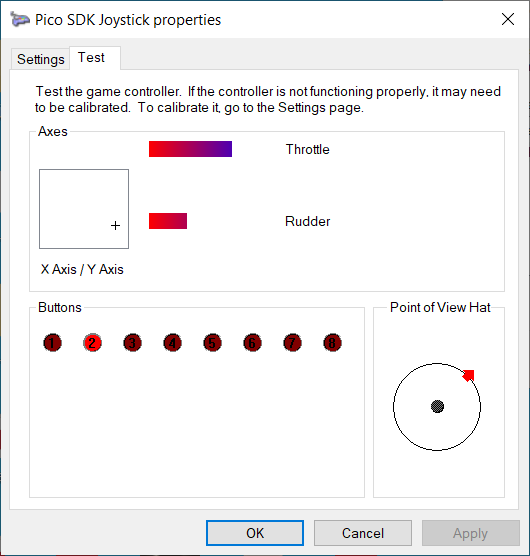 Pico SDK Joystick properties
Settings
Test
Test the game controller.  If the controller is not functioning properly, it may need
to be calibrated.  To calibrate it, go to the Settings page.
Axes
Throttle
Rudder
X Axis / Y Axis
Buttons
1 2 3 4 5 6 7 8
Point of View Hat
OK
Cancel
Apply